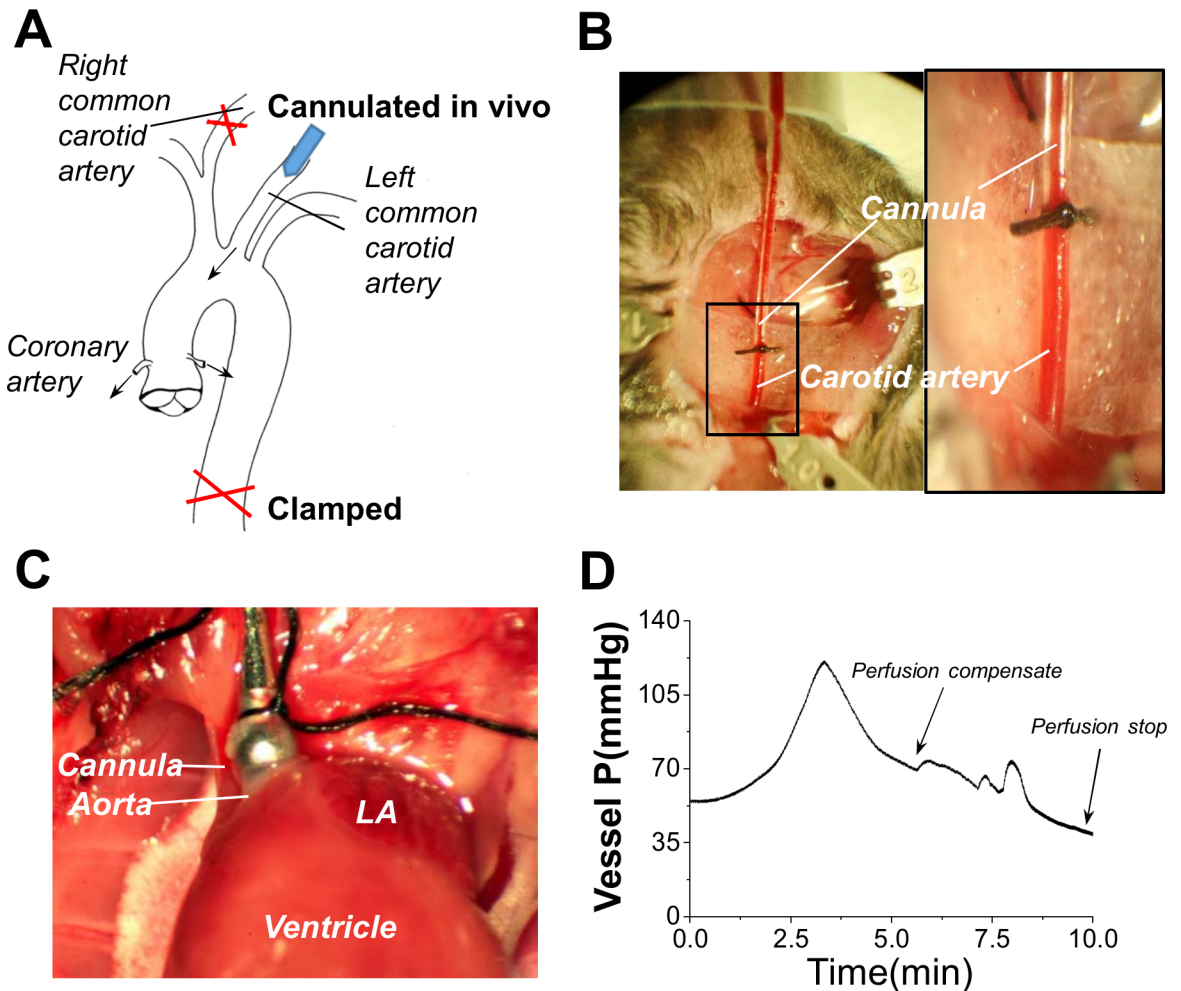 A
Right
common
carotid
artery
Cannulated in vivo
Left
common
carotid
artery
Coronary
artery
Clamped
B
Cannula
Carotid artery
2
C
Cannula
Aorta
LA
Ventricle
D
Vessel P(mmHg)
140
105
70
35
0
Perfusion compensate
Perfusion stop
0.0 2.5 5.0 7.5 10.0
Time(min)